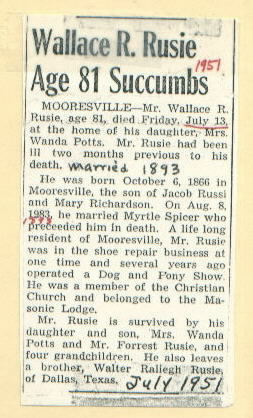 Wallace R. Rusie
1951
Age 81 Succumbs
MOORESVILLE—Mr. Wallace R.
Rusie, age 81, died Friday, July 13,
at the home of his daughter, Mrs.
Wanda Potts. Mr. Rusie had been
ill two months previous to his
death. married 1893
He was born October 6, 1866 in
Mooresville, the son of Jacob Russi
and Mary Richardson. On Aug. 8,
1983, he married Myrtle Spicer who
1893
preceeded him in death. A life long
resident of Mooresville, Mr. Rusie
was in the shoe repair business at
one time and several years ago
operated a Dog and Pony Show.
He was a member of the Christian
Church and belonged to the Ma-
sonic Lodge.
Mr. Rusie is survived by his
daughter and son, Mrs. Wanda
Potts and Mr. Forrest Rusie, and
four grandchildren. He also leaves
a brother, Walter Raliegh Rusie,
of Dallas, Texas. July 1951